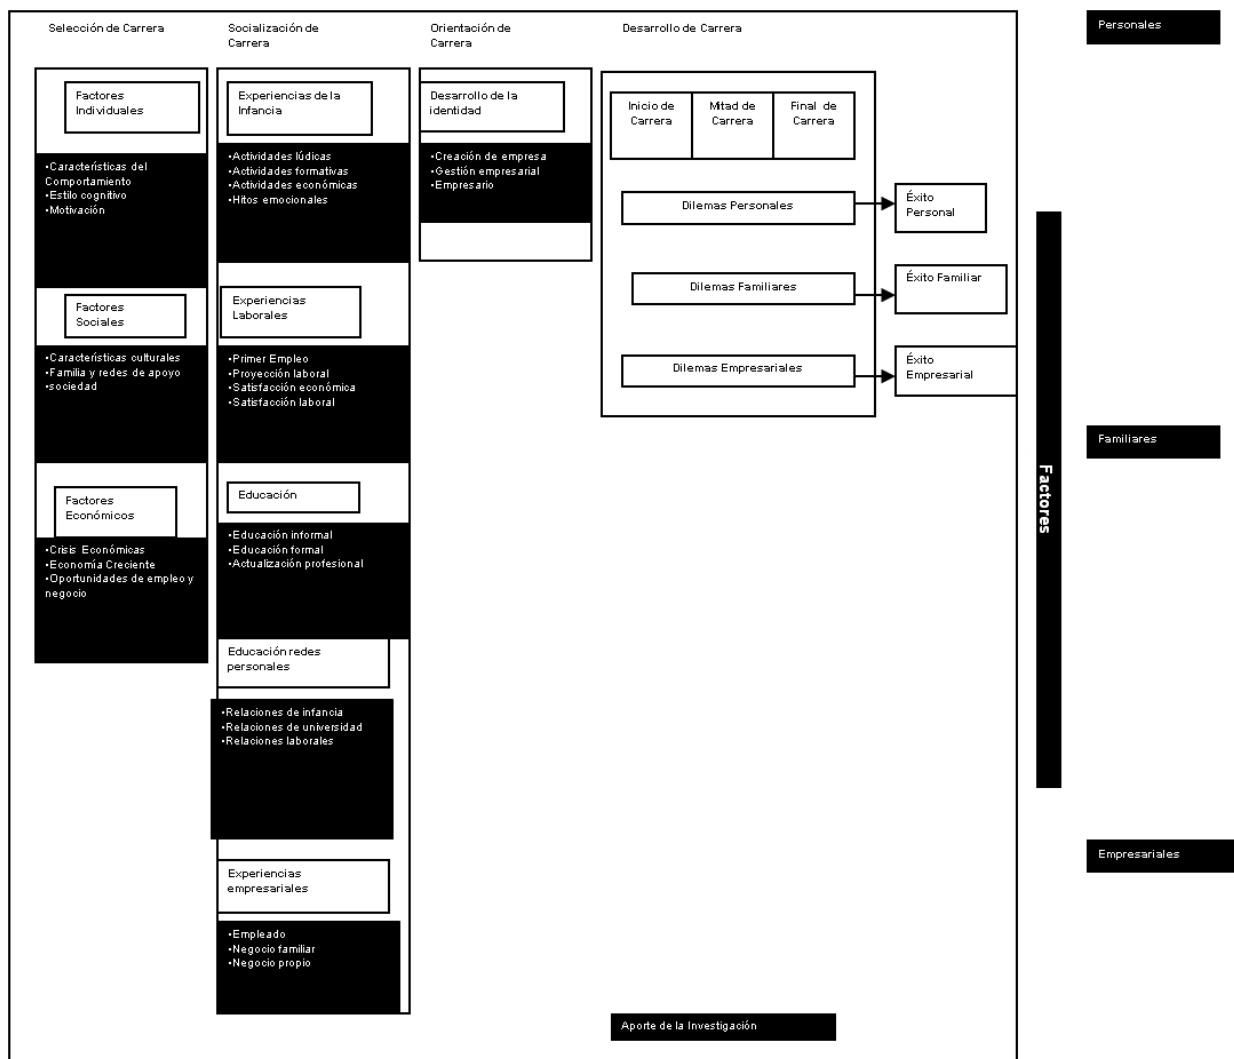 Selección de Carrera
Socialización de
Carrera
Orientación de
Carrera
Desarrollo de Carrera
Personales
Factores
Individuales
•Características del
Comportamiento
•Estilo cognitivo
•Motivación
Factores
Sociales
•Características culturales
•Familia y redes de apoyo
•sociedad
Factores
Económicos
•Crisis Económicas
•Economía Creciente
•Oportunidades de empleo y
negocio
Experiencias de la
Infancia
•Actividades lúdicas
•Actividades formativas
•Actividades económicas
•Hitos emocionales
Experiencias
Laborales
•Primer Empleo
•Proyección laboral
•Satisfacción económica
•Satisfacción laboral
Educación
•Educación informal
•Educación formal
•Actualización profesional
Educación redes
personales
•Relaciones de infancia
•Relaciones de universidad
•Relaciones laborales
Experiencias
empresariales
•Empleado
•Negocio familiar
•Negocio propio
Desarrollo de la
identidad
•Creación de empresa
•Gestión empresarial
•Empresario
Inicio de
Carrera
Mitad de
Carrera
Final de
Carrera
Dilemas Personales
Éxito
Personal
Dilemas Familiares
Éxito Familiar
Dilemas Empresariales
Éxito
Empresarial
Factores
Familiares
Empresariales
Aporte de la Investigación